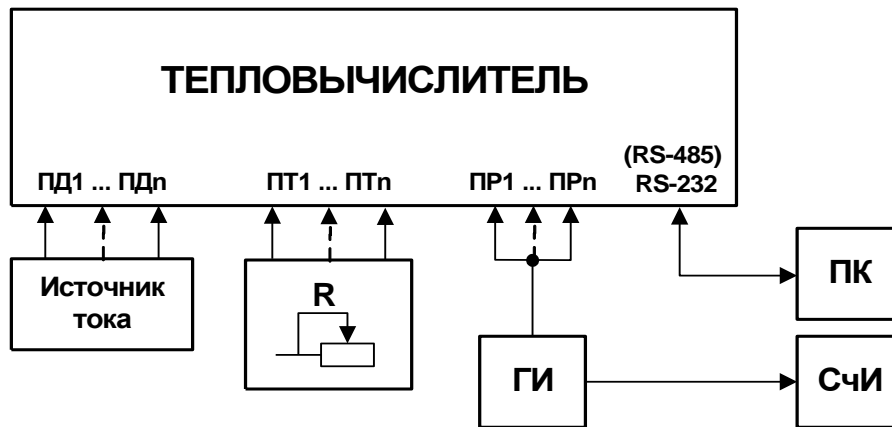 ТЕПЛОВЫЧИСЛИТЕЛЬ
(RS-485)
ПД1 ... ПДn ПТ1 ... ПТn ПР1 ... ПРn RS-232
Источник
тока
R
ПК
ГИ
СчИ